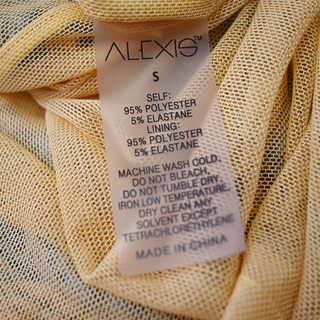 ALEXIS™
S
SELF:
95% POLYESTER
5% ELASTANE
LINING:
95% POLYESTER
5% ELASTANE
MACHINE WASH COLD.
DO NOT BLEACH.
DO NOT TUMBLE DRY.
IRON LOW TEMPERATURE.
DRY CLEAN ANY
SOLVENT EXCEPT
TETRACHLORETHYLENE
MADE IN CHINA